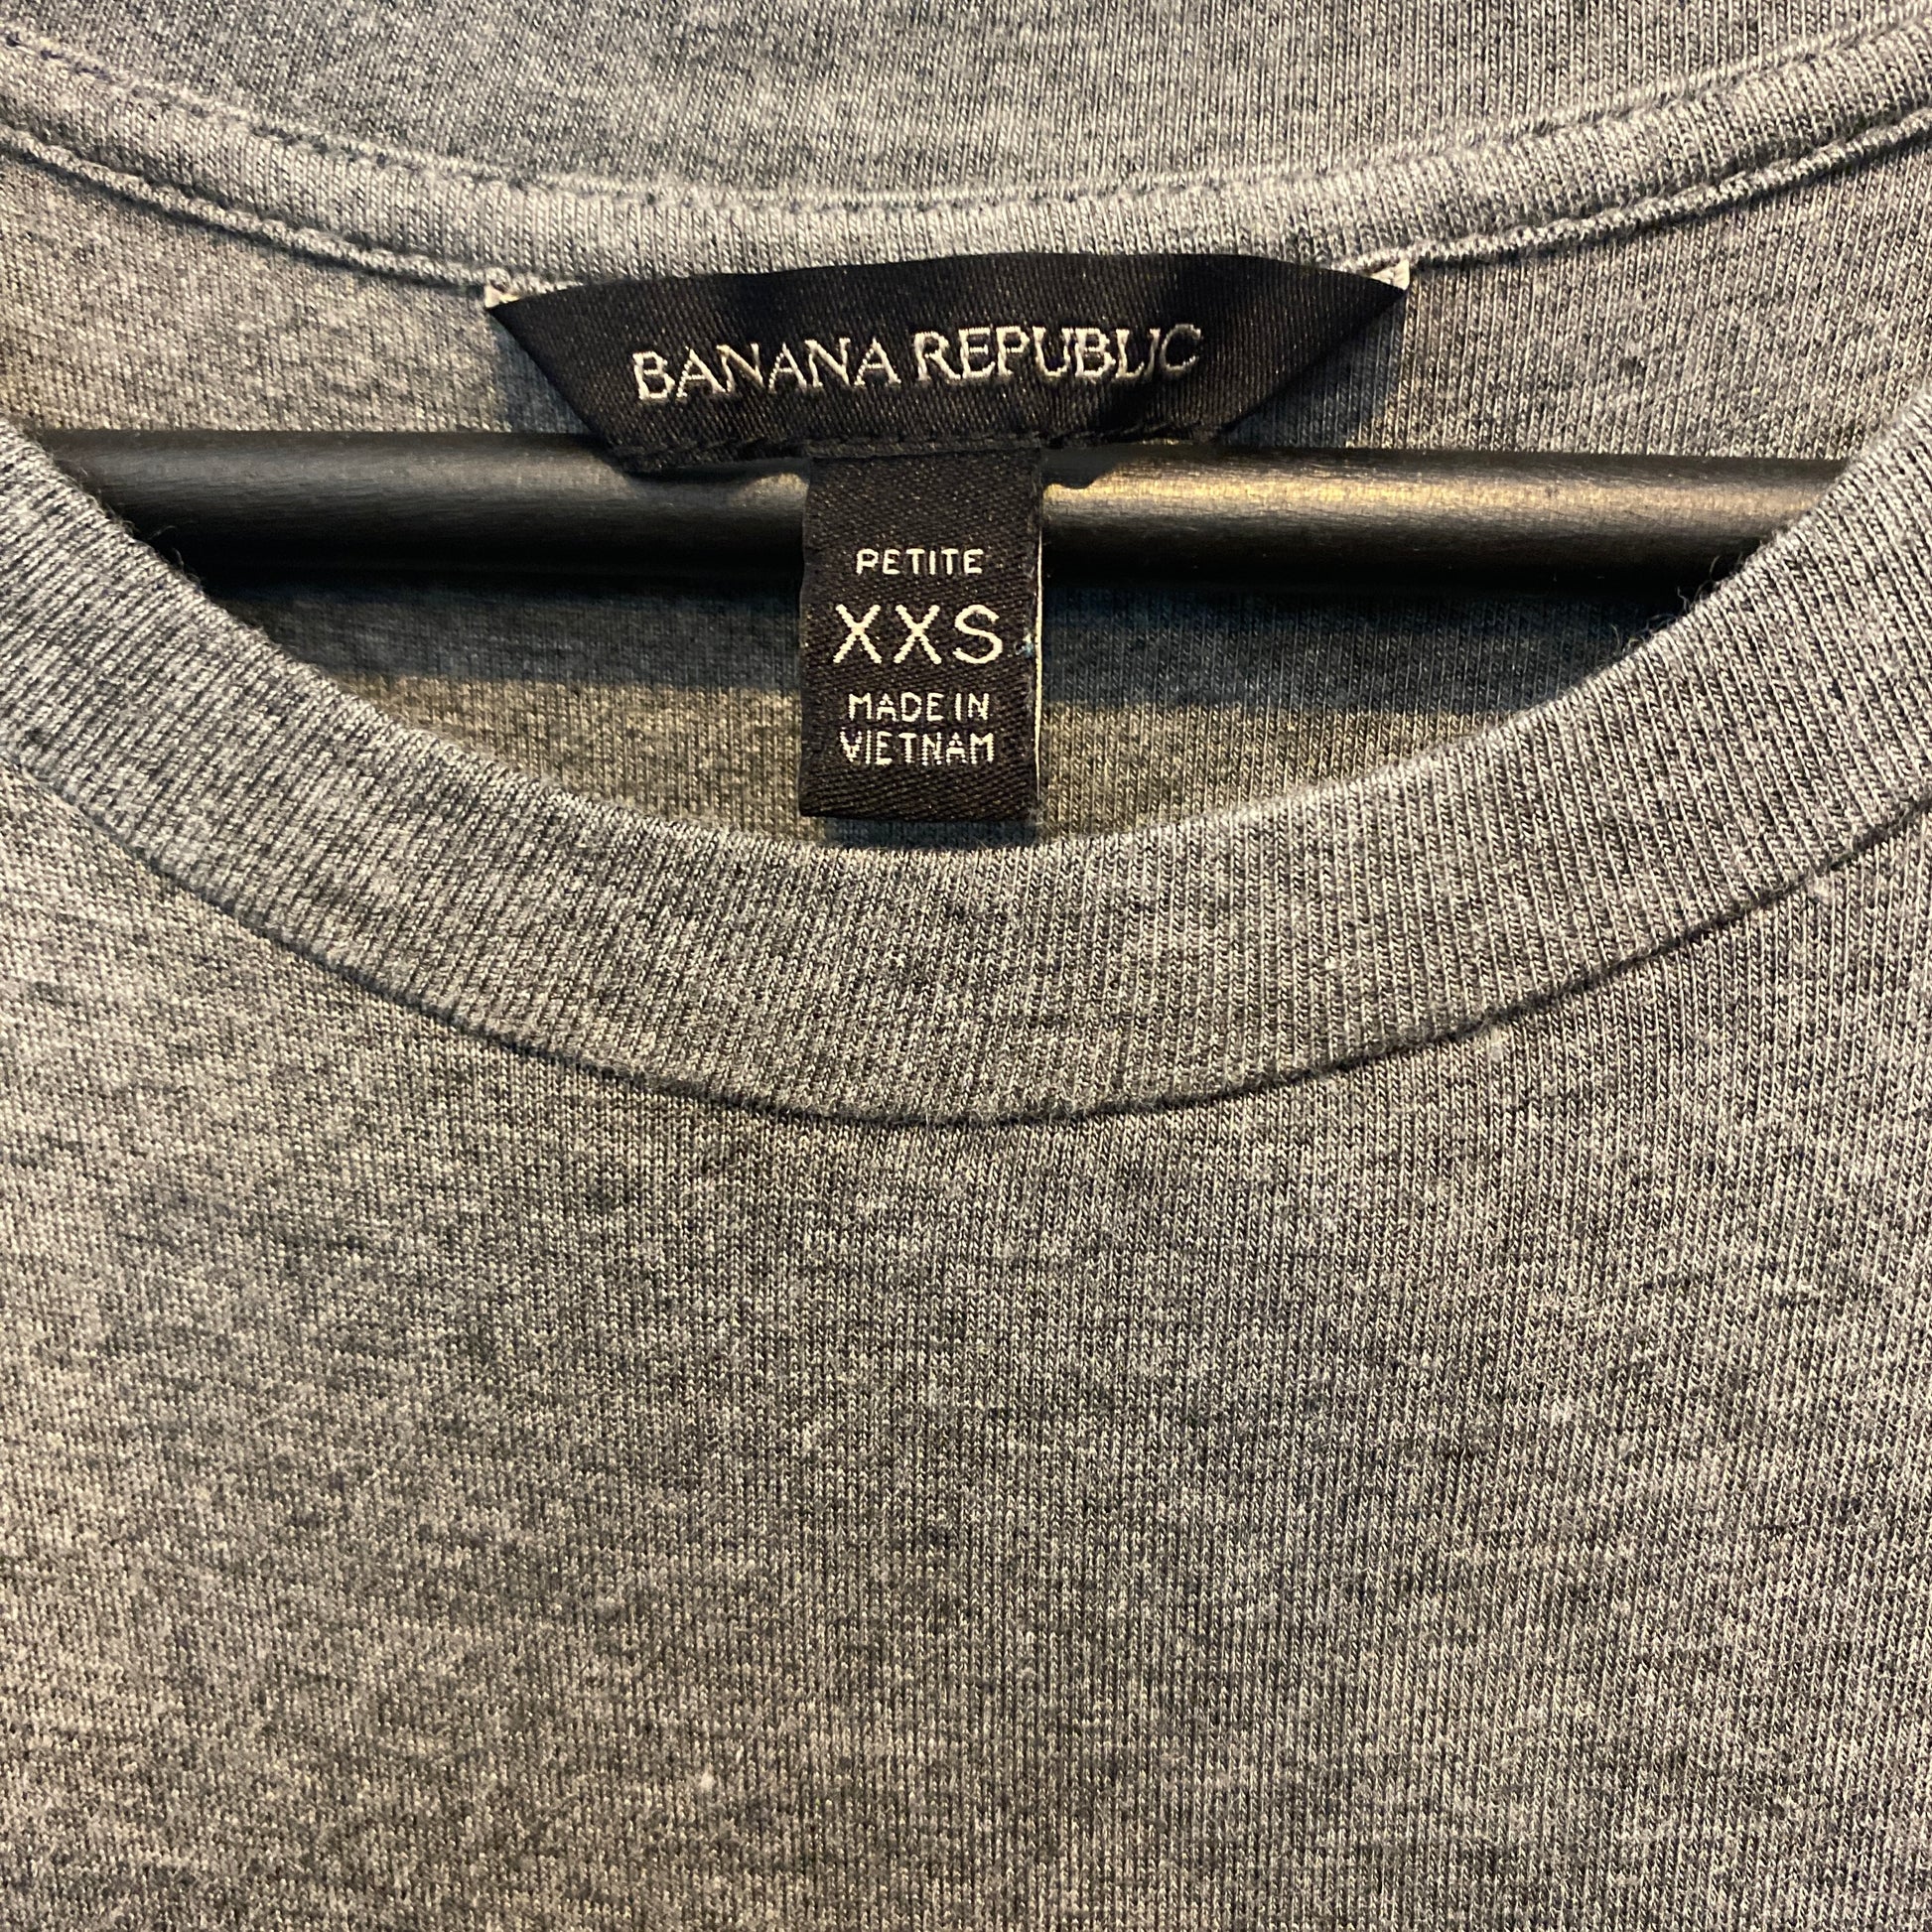 BANANA REPUBLIC
PETITE
XXS
MADE IN
VIETNAM